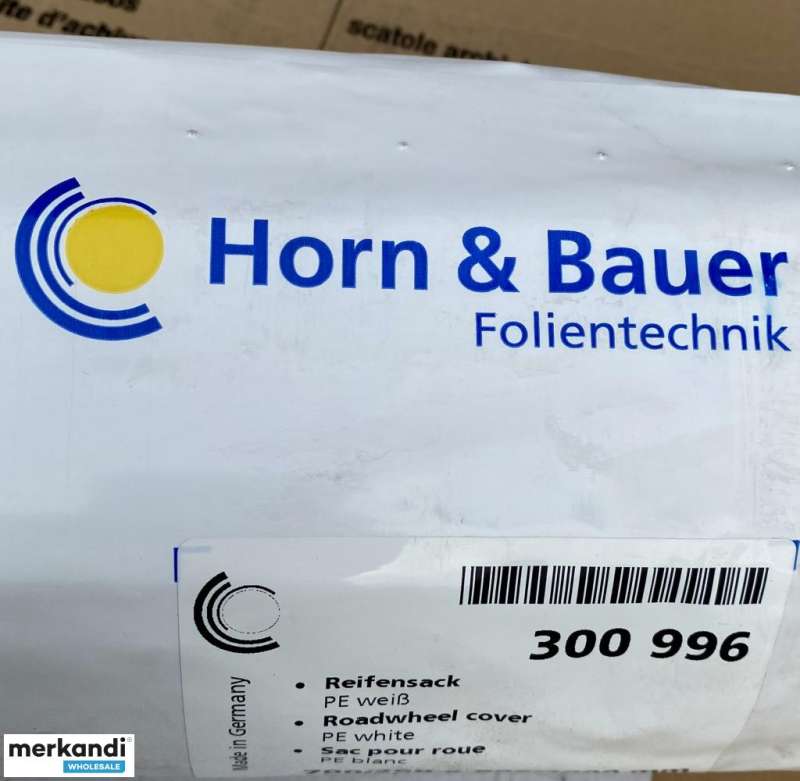 d'achiv
scatole
Horn & Bauer
Folientechnik
300 996
Made in Germany
• Reifensack
PE weiß
• Roadwheel cover
PE white
• Sac pour roue
PE blanc
merkandi
WHOLESALE